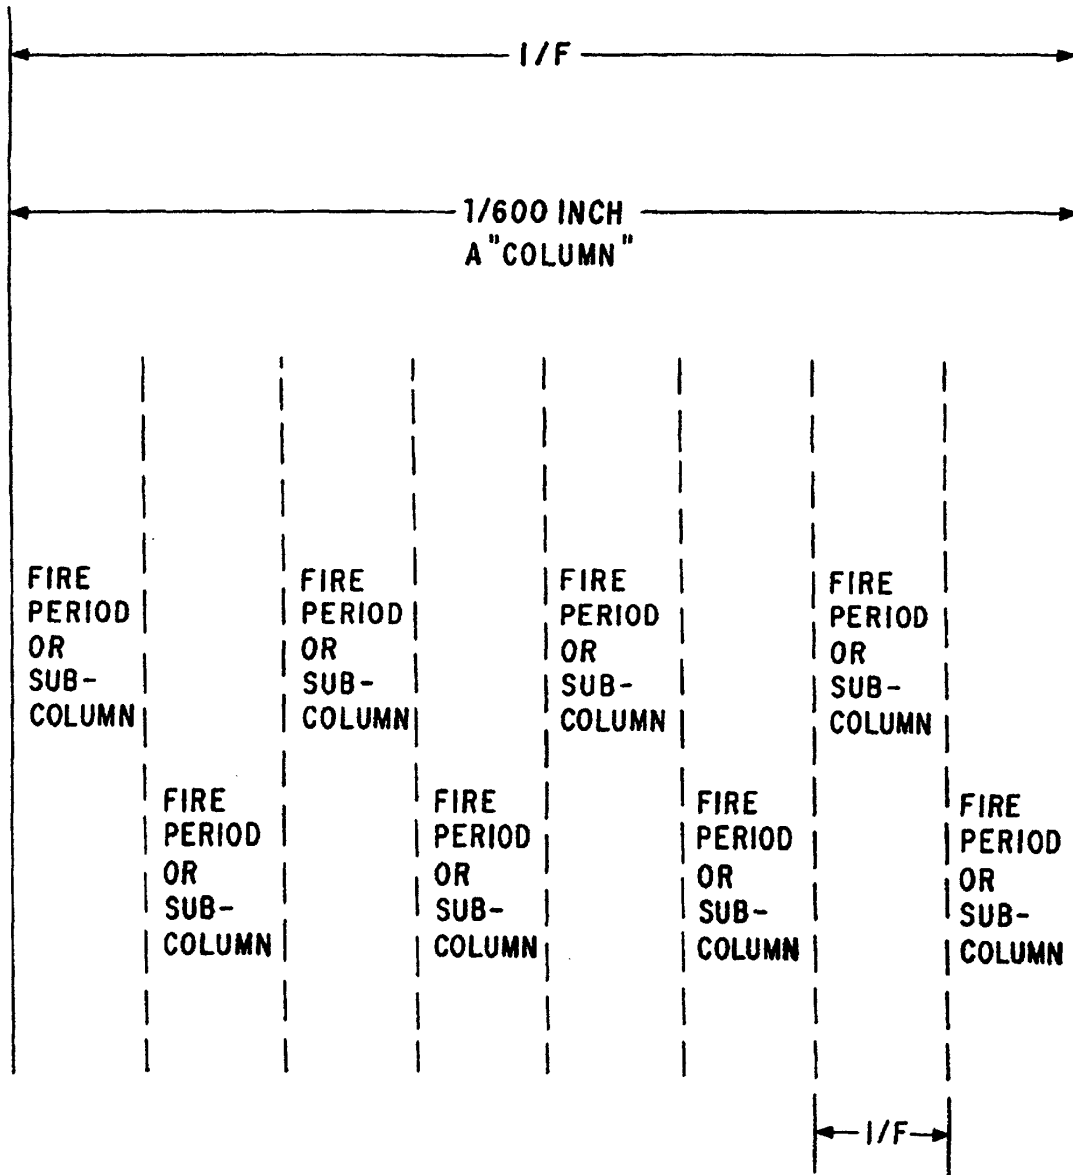 1/F
1/600 INCH
A "COLUMN"
FIRE
PERIOD
OR
SUB-
COLUMN
FIRE
PERIOD
OR
SUB-
COLUMN
FIRE
PERIOD
OR
SUB-
COLUMN
FIRE
PERIOD
OR
SUB-
COLUMN
FIRE
PERIOD
OR
SUB-
COLUMN
FIRE
PERIOD
OR
SUB-
COLUMN
FIRE
PERIOD
OR
SUB-
COLUMN
FIRE
PERIOD
OR
SUB-
COLUMN
1/F